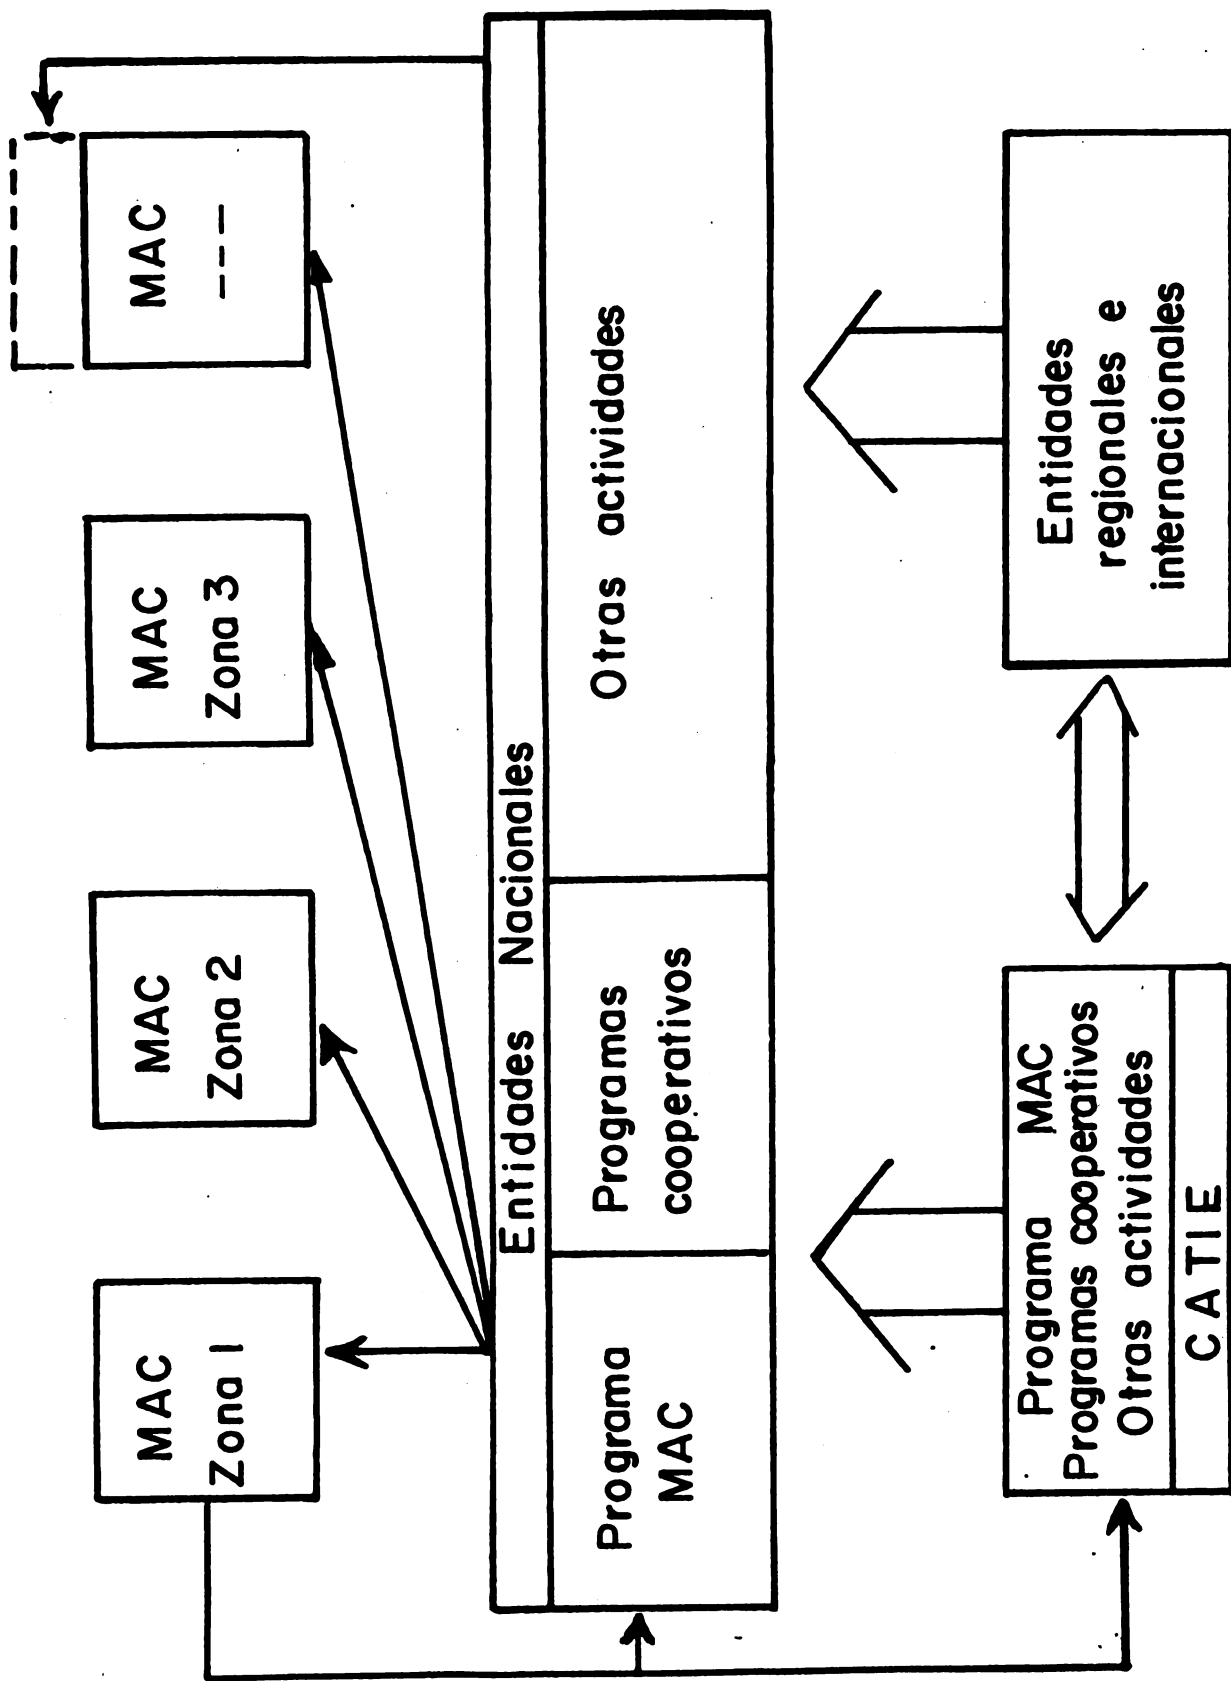 MAC
Zona 1
MAC
Zona 2
MAC
Zona 3
MAC
---
Entidades Nacionales
Programa
MAC
Programas
cooperativos
Otras actividades
Programa MAC
Programas cooperativos
Otras actividades
CATIE
Entidades
regionales e
internacionales